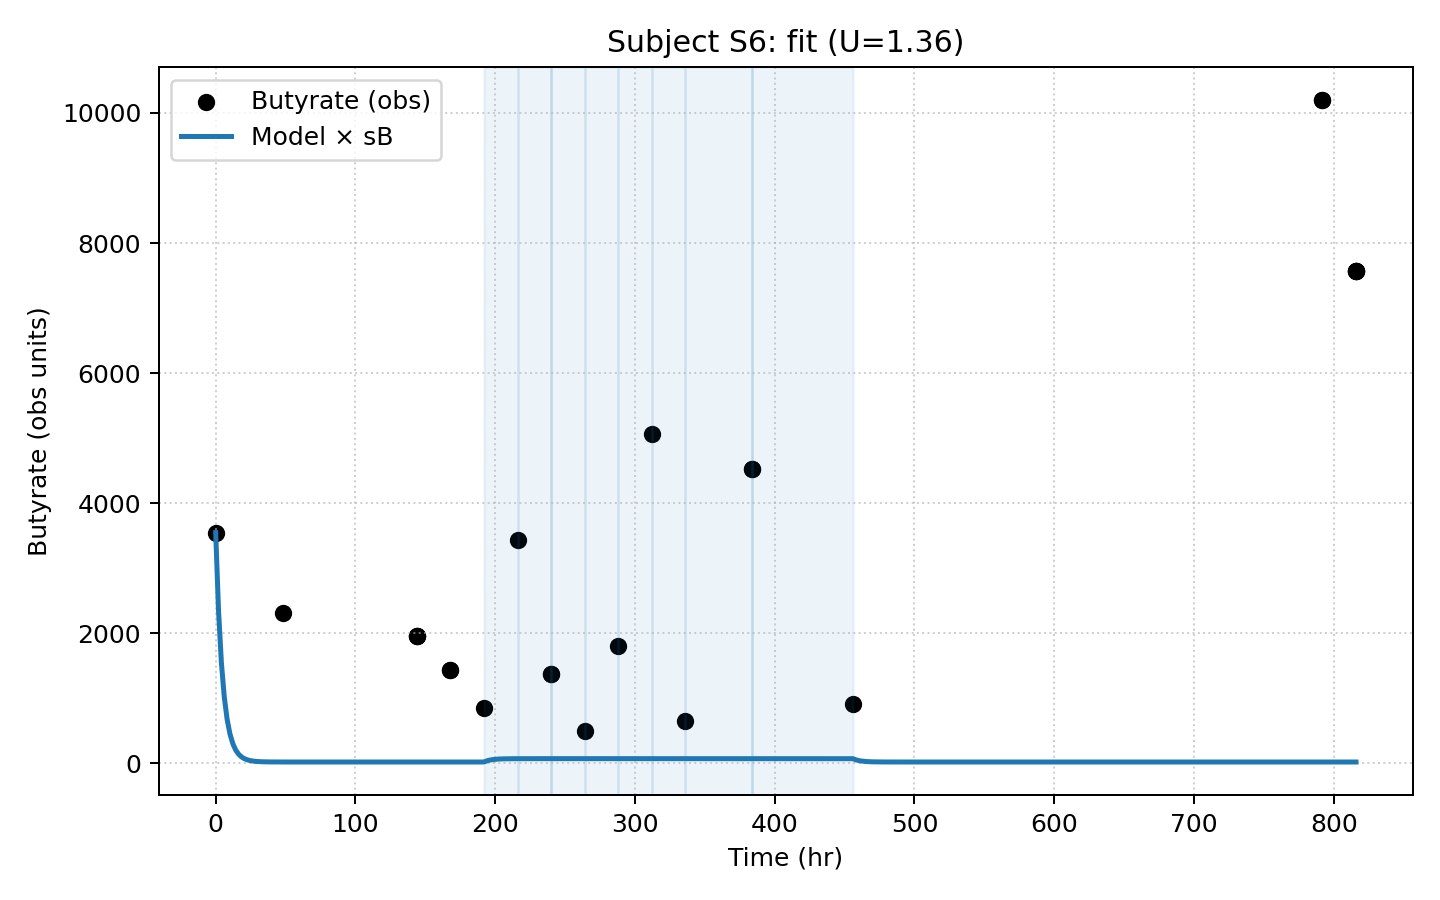 Subject S6: fit (U=1.36)
Butyrate (obs)
Model × sB
Butyrate (obs units)
10000
8000
6000
4000
2000
0
0 100 200 300 400 500 600 700 800
Time (hr)